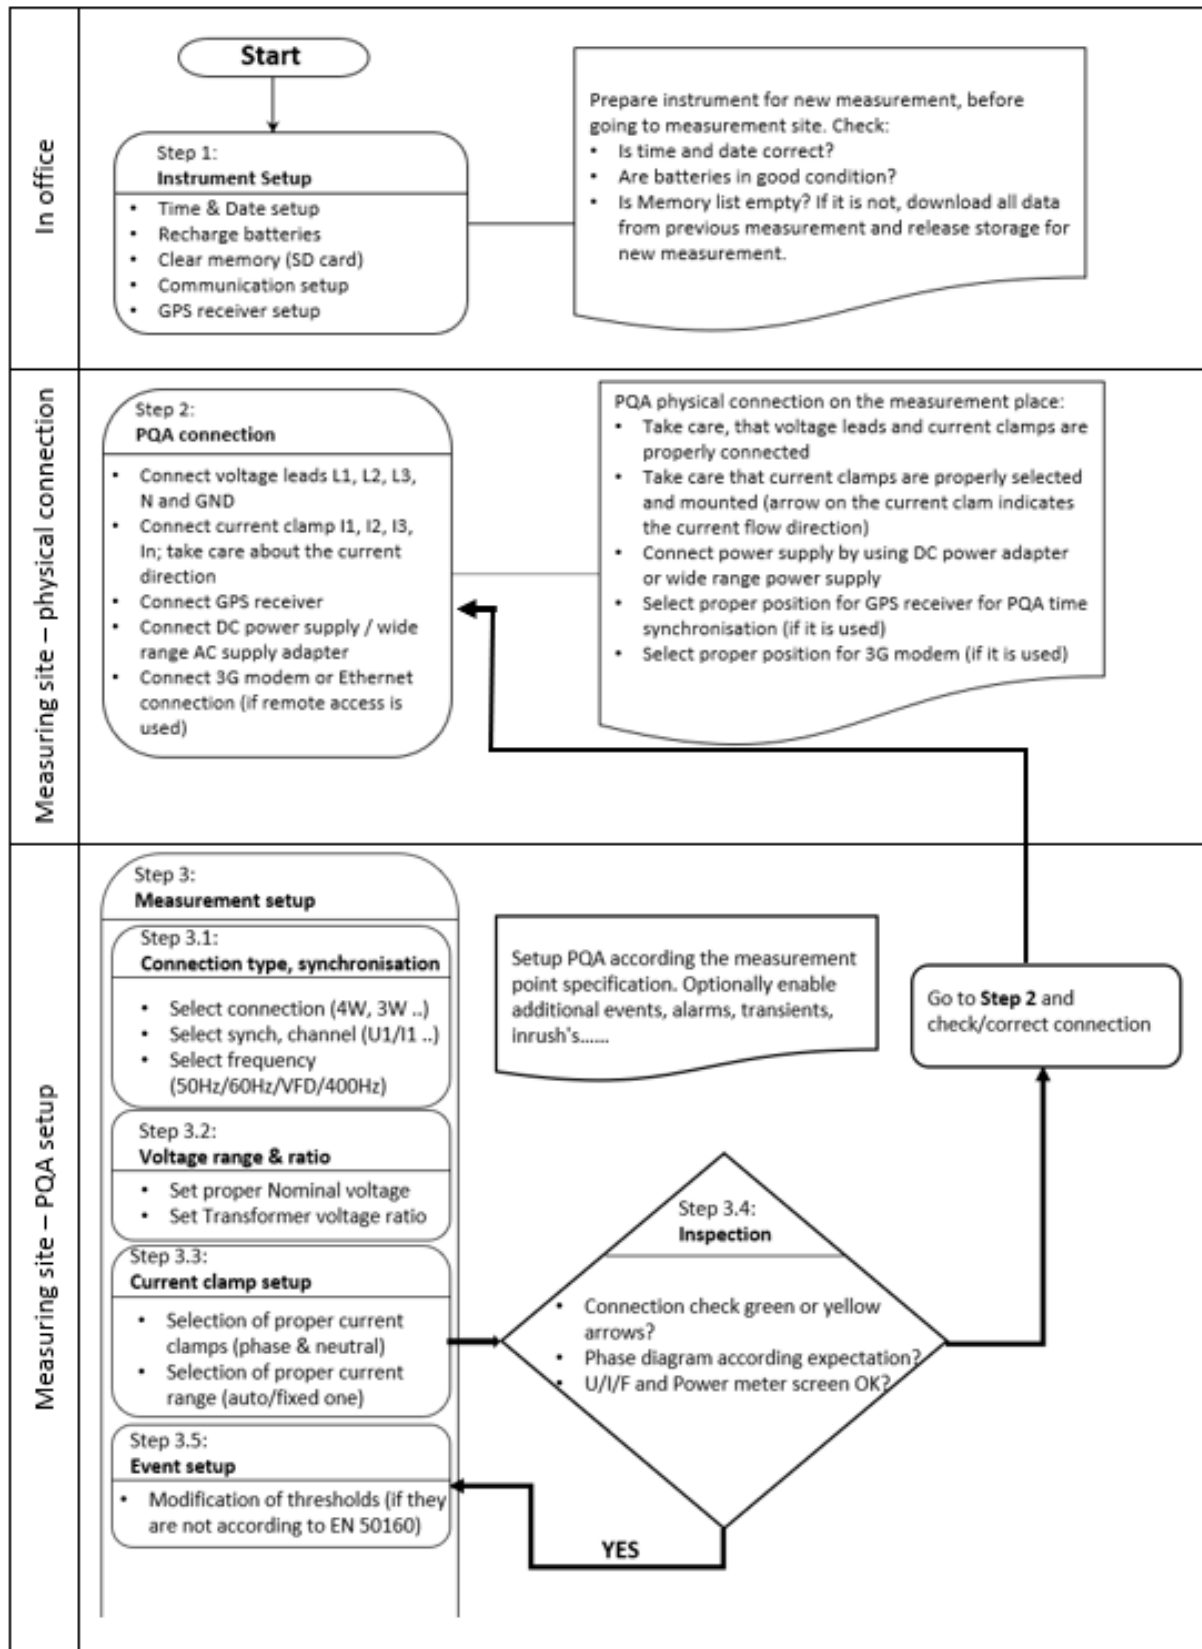 In office
Start
Step 1:
Instrument Setup
• Time & Date setup
• Recharge batteries
• Clear memory (SD card)
• Communication setup
• GPS receiver setup
Prepare instrument for new measurement, before
going to measurement site. Check:
• Is time and date correct?
• Are batteries in good condition?
• Is Memory list empty? If it is not, download all data
from previous measurement and release storage for
new measurement.
Measuring site – physical connection
Step 2:
PQA connection
• Connect voltage leads L1, L2, L3,
N and GND
• Connect current clamp I1, I2, I3,
In; take care about the current
direction
• Connect GPS receiver
• Connect DC power supply / wide
range AC supply adapter
• Connect 3G modem or Ethernet
connection (if remote access is
used)
PQA physical connection on the measurement place:
• Take care, that voltage leads and current clamps are
properly connected
• Take care that current clamps are properly selected
and mounted (arrow on the current clam indicates
the current flow direction)
• Connect power supply by using DC power adapter
or wide range power supply
• Select proper position for GPS receiver for PQA time
synchronisation (if it is used)
• Select proper position for 3G modem (if it is used)
Measuring site – PQA setup
Step 3:
Measurement setup
Step 3.1:
Connection type, synchronisation
• Select connection (4W, 3W ..)
• Select synch, channel (U1/I1 ..)
• Select frequency
(50Hz/60Hz/VFD/400Hz)
Setup PQA according the measurement
point specification. Optionally enable
additional events, alarms, transients,
inrush's......
Go to Step 2 and
check/correct connection
Step 3.2:
Voltage range & ratio
• Set proper Nominal voltage
• Set Transformer voltage ratio
Step 3.3:
Current clamp setup
• Selection of proper current
clamps (phase & neutral)
• Selection of proper current
range (auto/fixed one)
Step 3.4:
Inspection
• Connection check green or yellow
arrows?
• Phase diagram according expectation?
• U/I/F and Power meter screen OK?
Step 3.5:
Event setup
• Modification of thresholds (if they
are not according to EN 50160)
YES